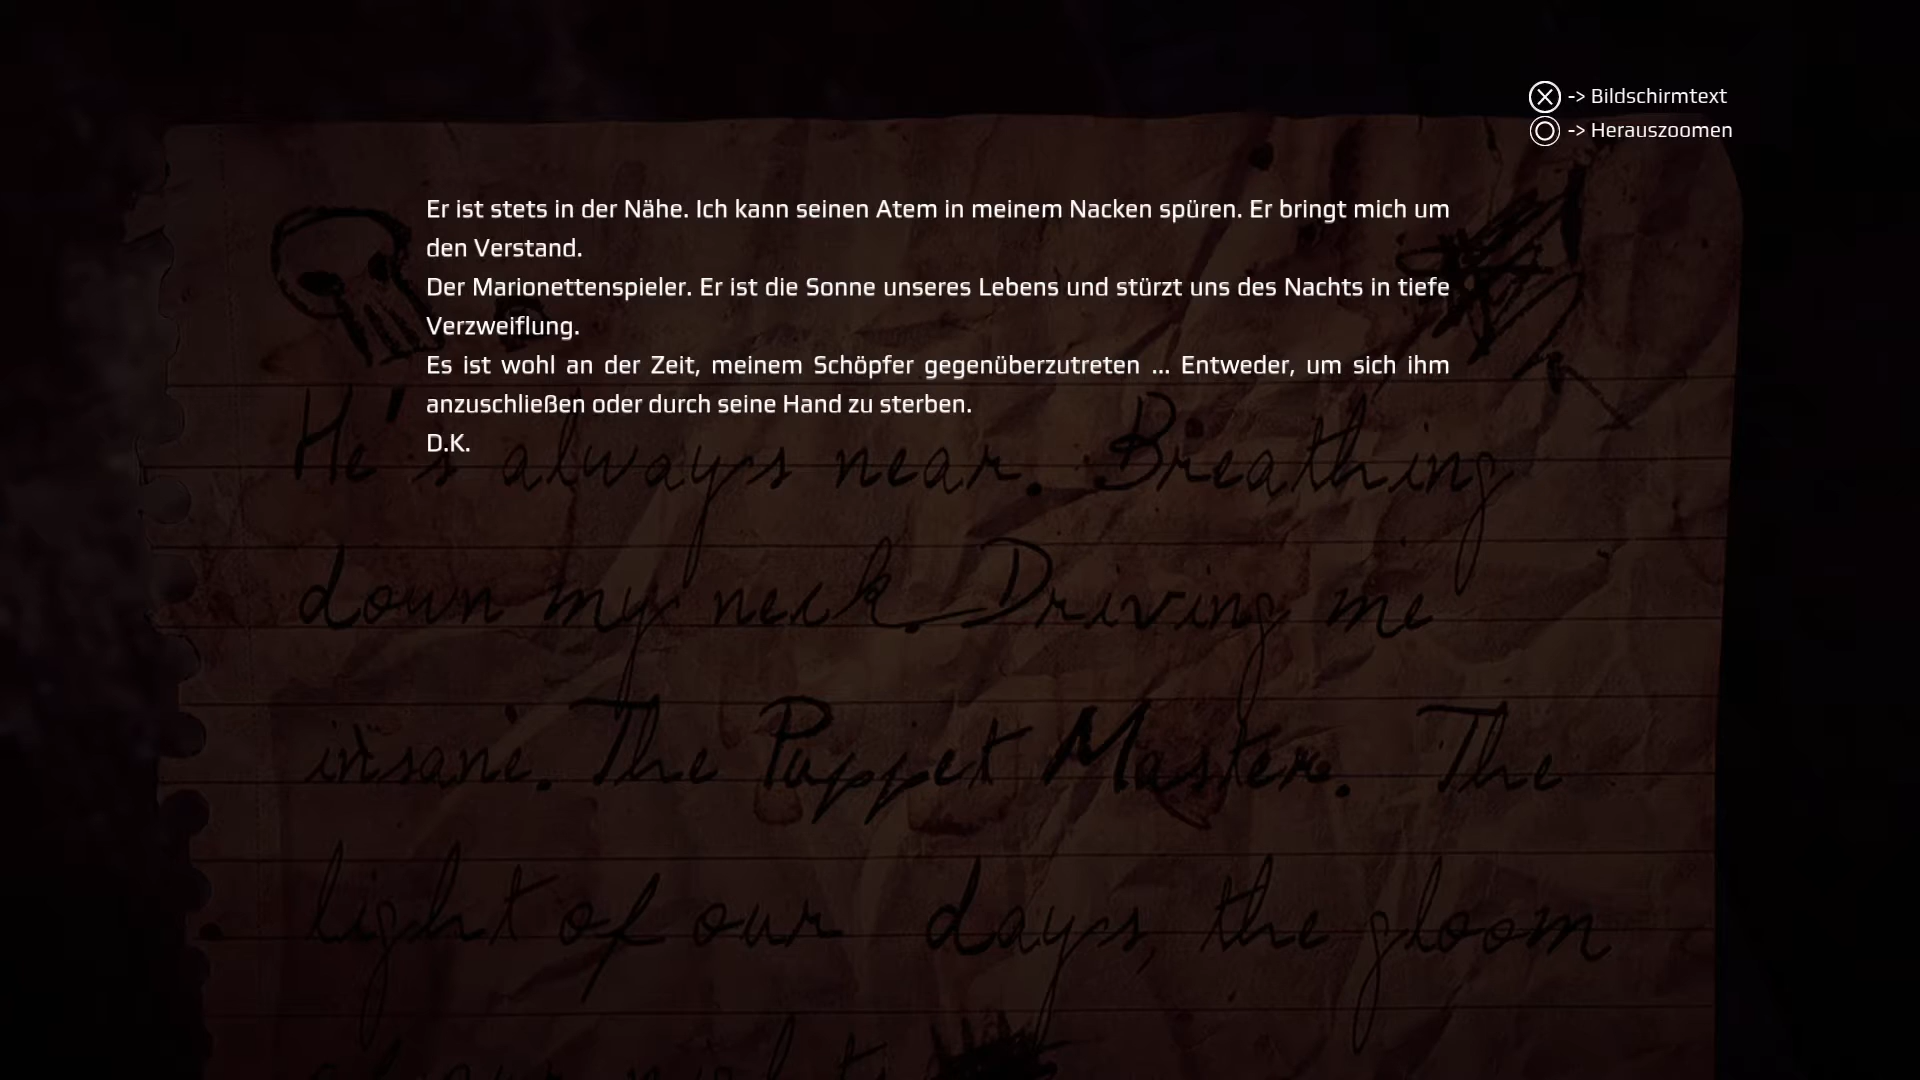 -> Bildschirmtext
-> Herauszoomen
Er ist stets in der Nähe. Ich kann seinen Atem in meinem Nacken spüren. Er bringt mich um
den Verstand.
Der Marionettenspieler. Er ist die Sonne unseres Lebens und stürzt uns des Nachts in tiefe
Verzweiflung.
Es ist wohl an der Zeit, meinem Schöpfer gegenüberzutreten ... Entweder, um sich ihm
anzuschließen oder durch seine Hand zu sterben.
D.K.
He's always near. Breathing
down my neck. Driving me
insane. The Puppet Master. The
light of our days, the gloom